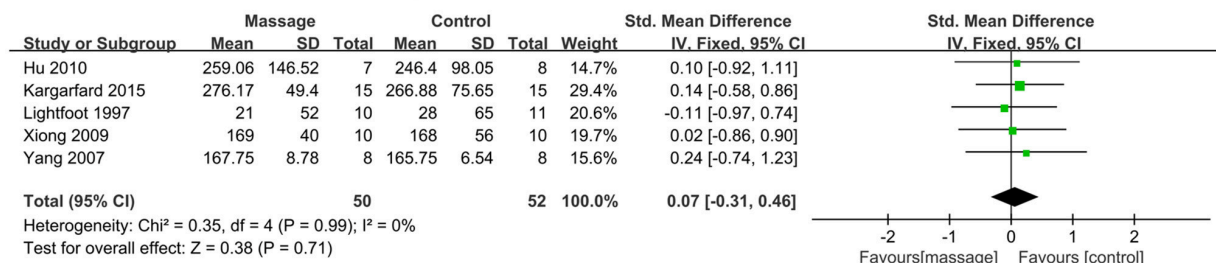 Massage Control Std. Mean Difference Std. Mean Difference
Study or Subgroup Mean SD Total Mean SD Total Weight IV, Fixed, 95% CI IV, Fixed, 95% CI
Hu 2010 259.06 146.52 7 246.4 98.05 8 14.7% 0.10 [-0.92, 1.11]
Kargarfard 2015 276.17 49.4 15 266.88 75.65 15 29.4% 0.14 [-0.58, 0.86]
Lightfoot 1997 21 52 10 28 65 11 20.6% -0.11 [-0.97, 0.74]
Xiong 2009 169 40 10 168 56 10 19.7% 0.02 [-0.86, 0.90]
Yang 2007 167.75 8.78 8 165.75 6.54 8 15.6% 0.24 [-0.74, 1.23]
Total (95% CI) 50 52 100.0% 0.07 [-0.31, 0.46]
Heterogeneity: Chi² = 0.35, df = 4 (P = 0.99); I² = 0%
Test for overall effect: Z = 0.38 (P = 0.71)
-2 -1 0 1 2
Favours[massage] Favours [control]